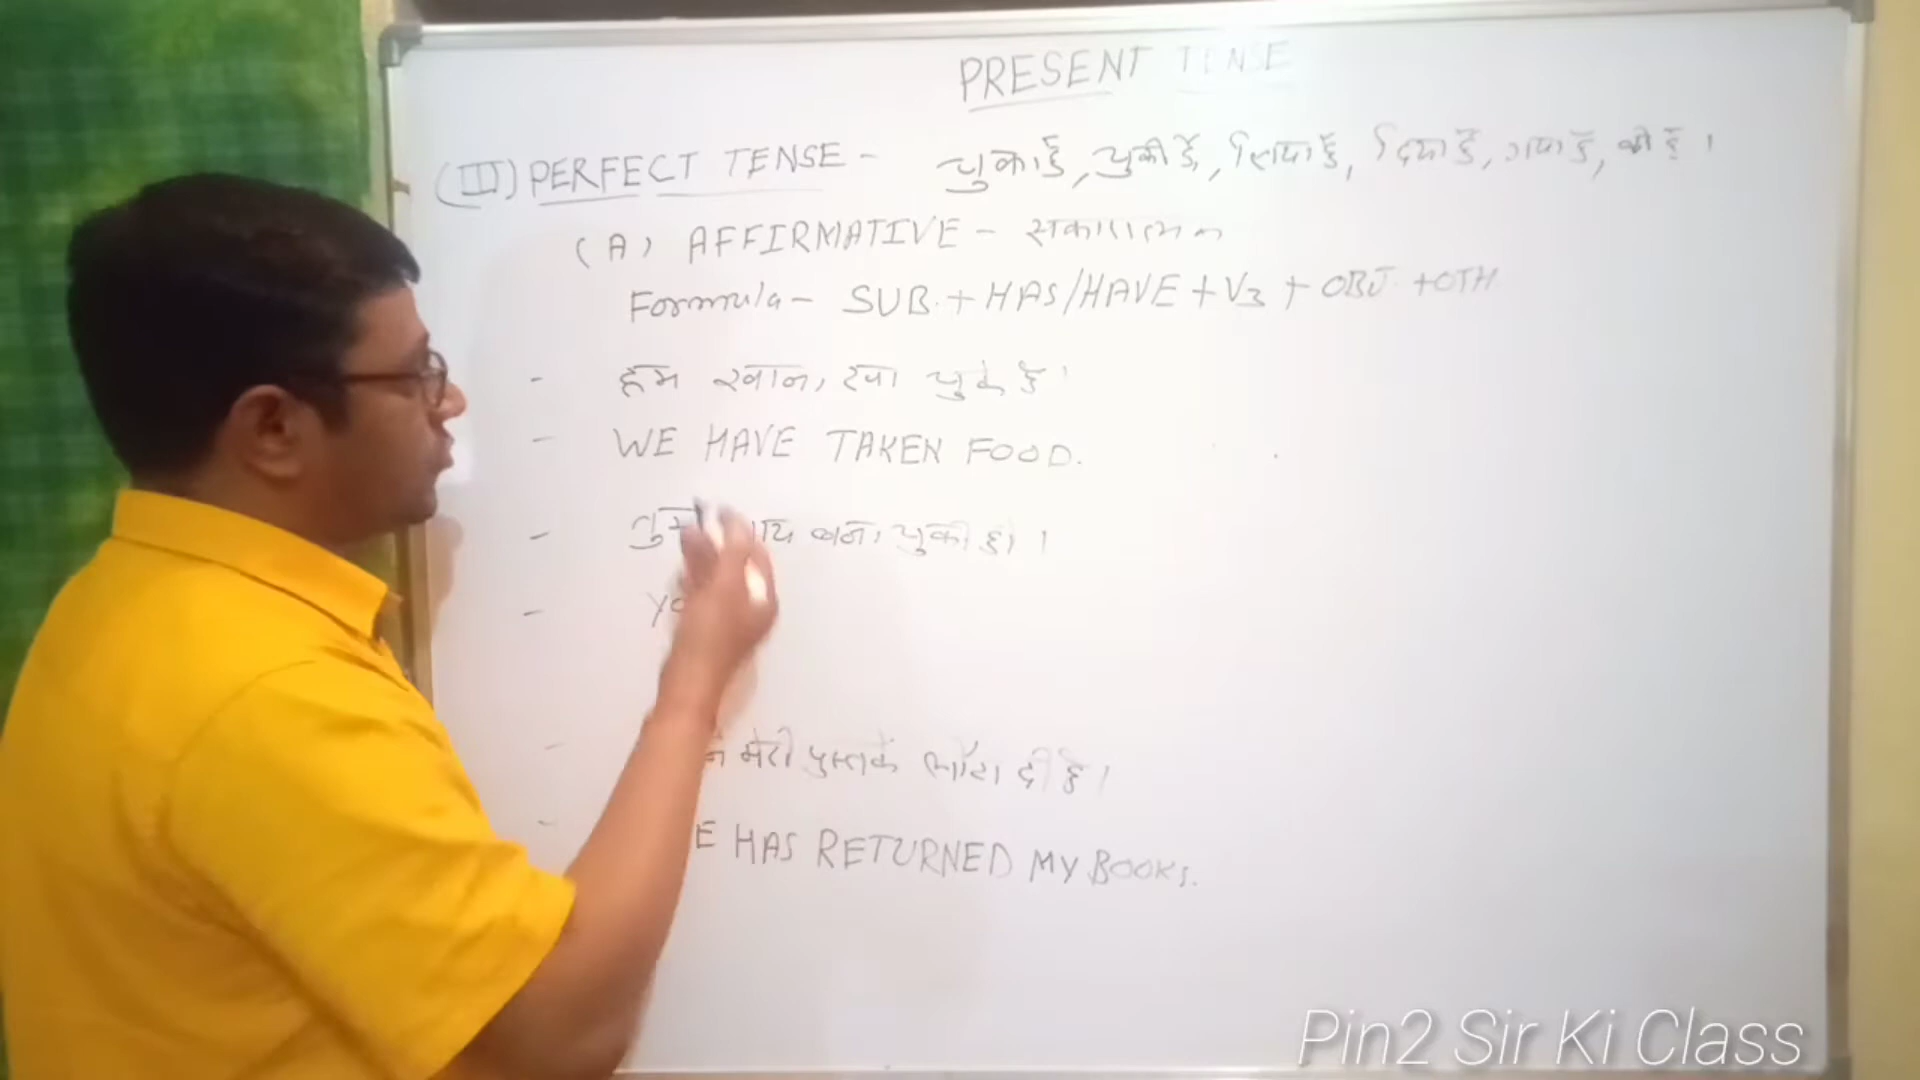 PRESENT TENSE
(III) PERFECT TENSE - चुका है, चुकी है, लिया है, दिया है, गया है, की है ।
(A) AFFIRMATIVE - सकारात्मक
Formula - SUB. + HAS/HAVE + V3 + OBJ. + OTH
- हम खाना खा चुके है ।
- WE HAVE TAKEN FOOD.
- चाय बना चुकी हो ।
-
- मेरी पुस्तकें लौटा दी है ।
- HAS RETURNED MY BOOKS.
Pin2 Sir Ki Class